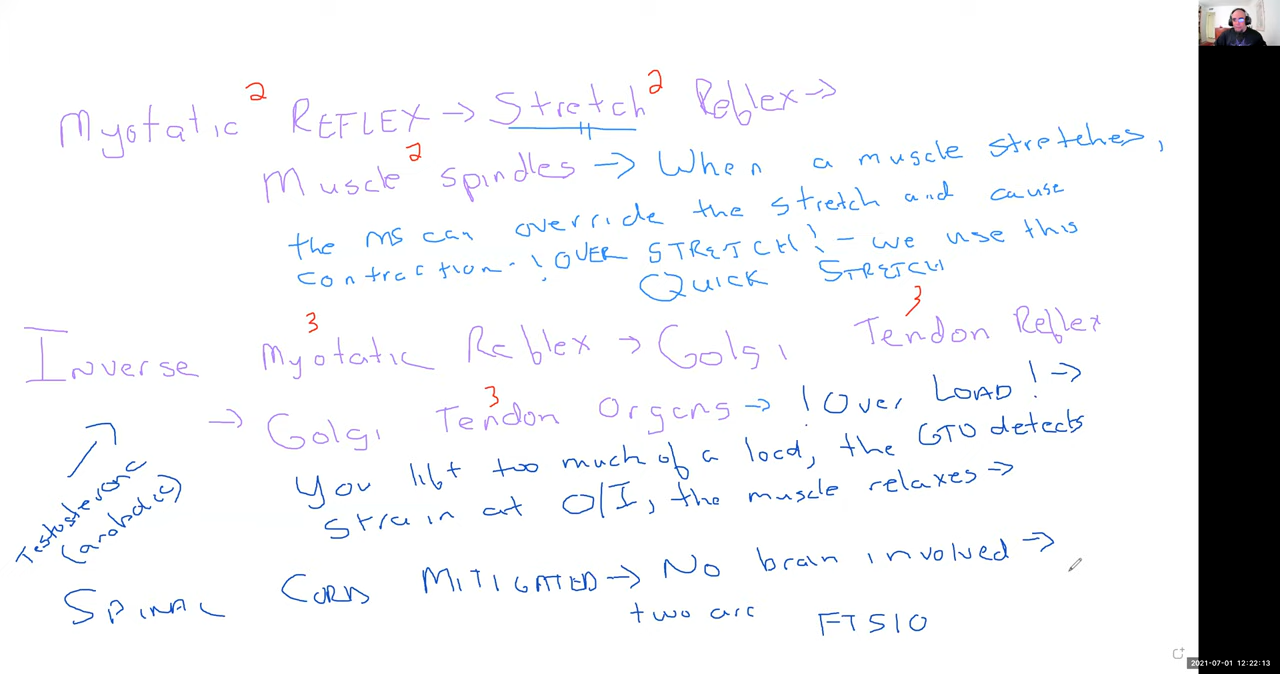 Myotatic 2 REFLEX → Stretch 2 Reflex →
Muscle 2 spindles → When a muscle stretches,
the MS can override the stretch and cause
contraction. ! OVER STRETCH! - we use this
QUICK STRETCH
Inverse Myotatic 3 Reflex → Golgi Tendon 3 Reflex
→ Golgi Tendon 3 Organs → ! Over LOAD! →
You lift too much of a load, the GTO detects
strain at O/I, the muscle relaxes →
Testosterone
(anabolic)
SPINAL CORD MITIGATED → No brain involved →
two arc FT510
2021-07-01 12:22:13